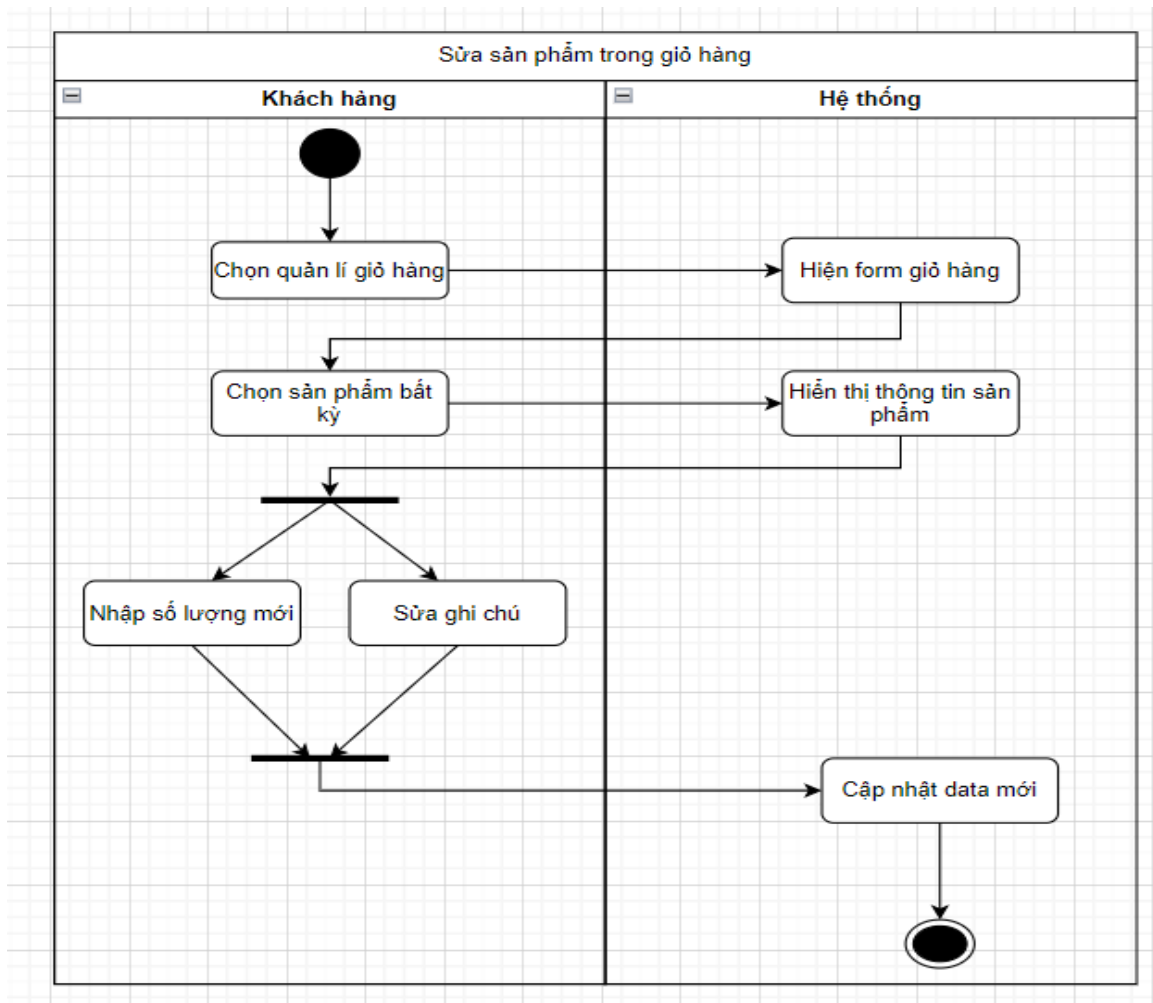 Sửa sản phẩm trong giỏ hàng
Khách hàng
Hệ thống
Chọn quản lí giỏ hàng
Hiện form giỏ hàng
Chọn sản phẩm bất
kỳ
Hiển thị thông tin sản
phẩm
Nhập số lượng mới
Sửa ghi chú
Cập nhật data mới